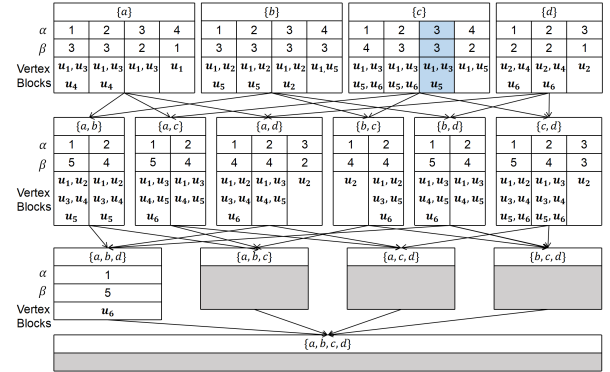 {a} {b} {c} {d}
α 1 2 3 4 1 2 3 4 1 2 3 4 1 2 3
β 3 3 2 1 3 3 3 2 4 3 3 2 2 2 1
Vertex u₁, u₃ u₁, u₃ u₁, u₃ u₁ u₁, u₂ u₁, u₂ u₁, u₂ u₁, u₅ u₁, u₃ u₁, u₃ u₁, u₃ u₁, u₅ u₂, u₄ u₂, u₄ u₂
Blocks u₄ u₄ u₅ u₅ u₂ u₅, u₆ u₅, u₆ u₅ u₆ u₆
{a, b} {a, c} {a, d} {b, c} {b, d} {c, d}
α 1 2 1 2 1 2 3 1 2 1 2 1 2 3
β 5 4 5 4 4 4 2 4 4 5 4 5 4 3
Vertex u₁, u₂ u₁, u₂ u₁, u₃ u₁, u₃ u₁, u₂ u₁, u₃ u₂ u₂ u₁, u₂ u₁, u₃ u₁, u₃ u₁, u₂ u₁, u₃ u₂
Blocks u₃, u₄ u₃, u₄ u₄, u₅ u₄, u₅ u₃, u₄ u₄ u₃, u₅ u₄, u₅ u₄, u₅ u₃, u₄ u₃, u₄
u₅ u₅ u₆ u₆ u₆ u₆ u₅, u₆ u₅, u₆
{a, b, d} {a, b, c} {a, c, d} {b, c, d}
α 1
β 5
Vertex u₆
Blocks
{a, b, c, d}